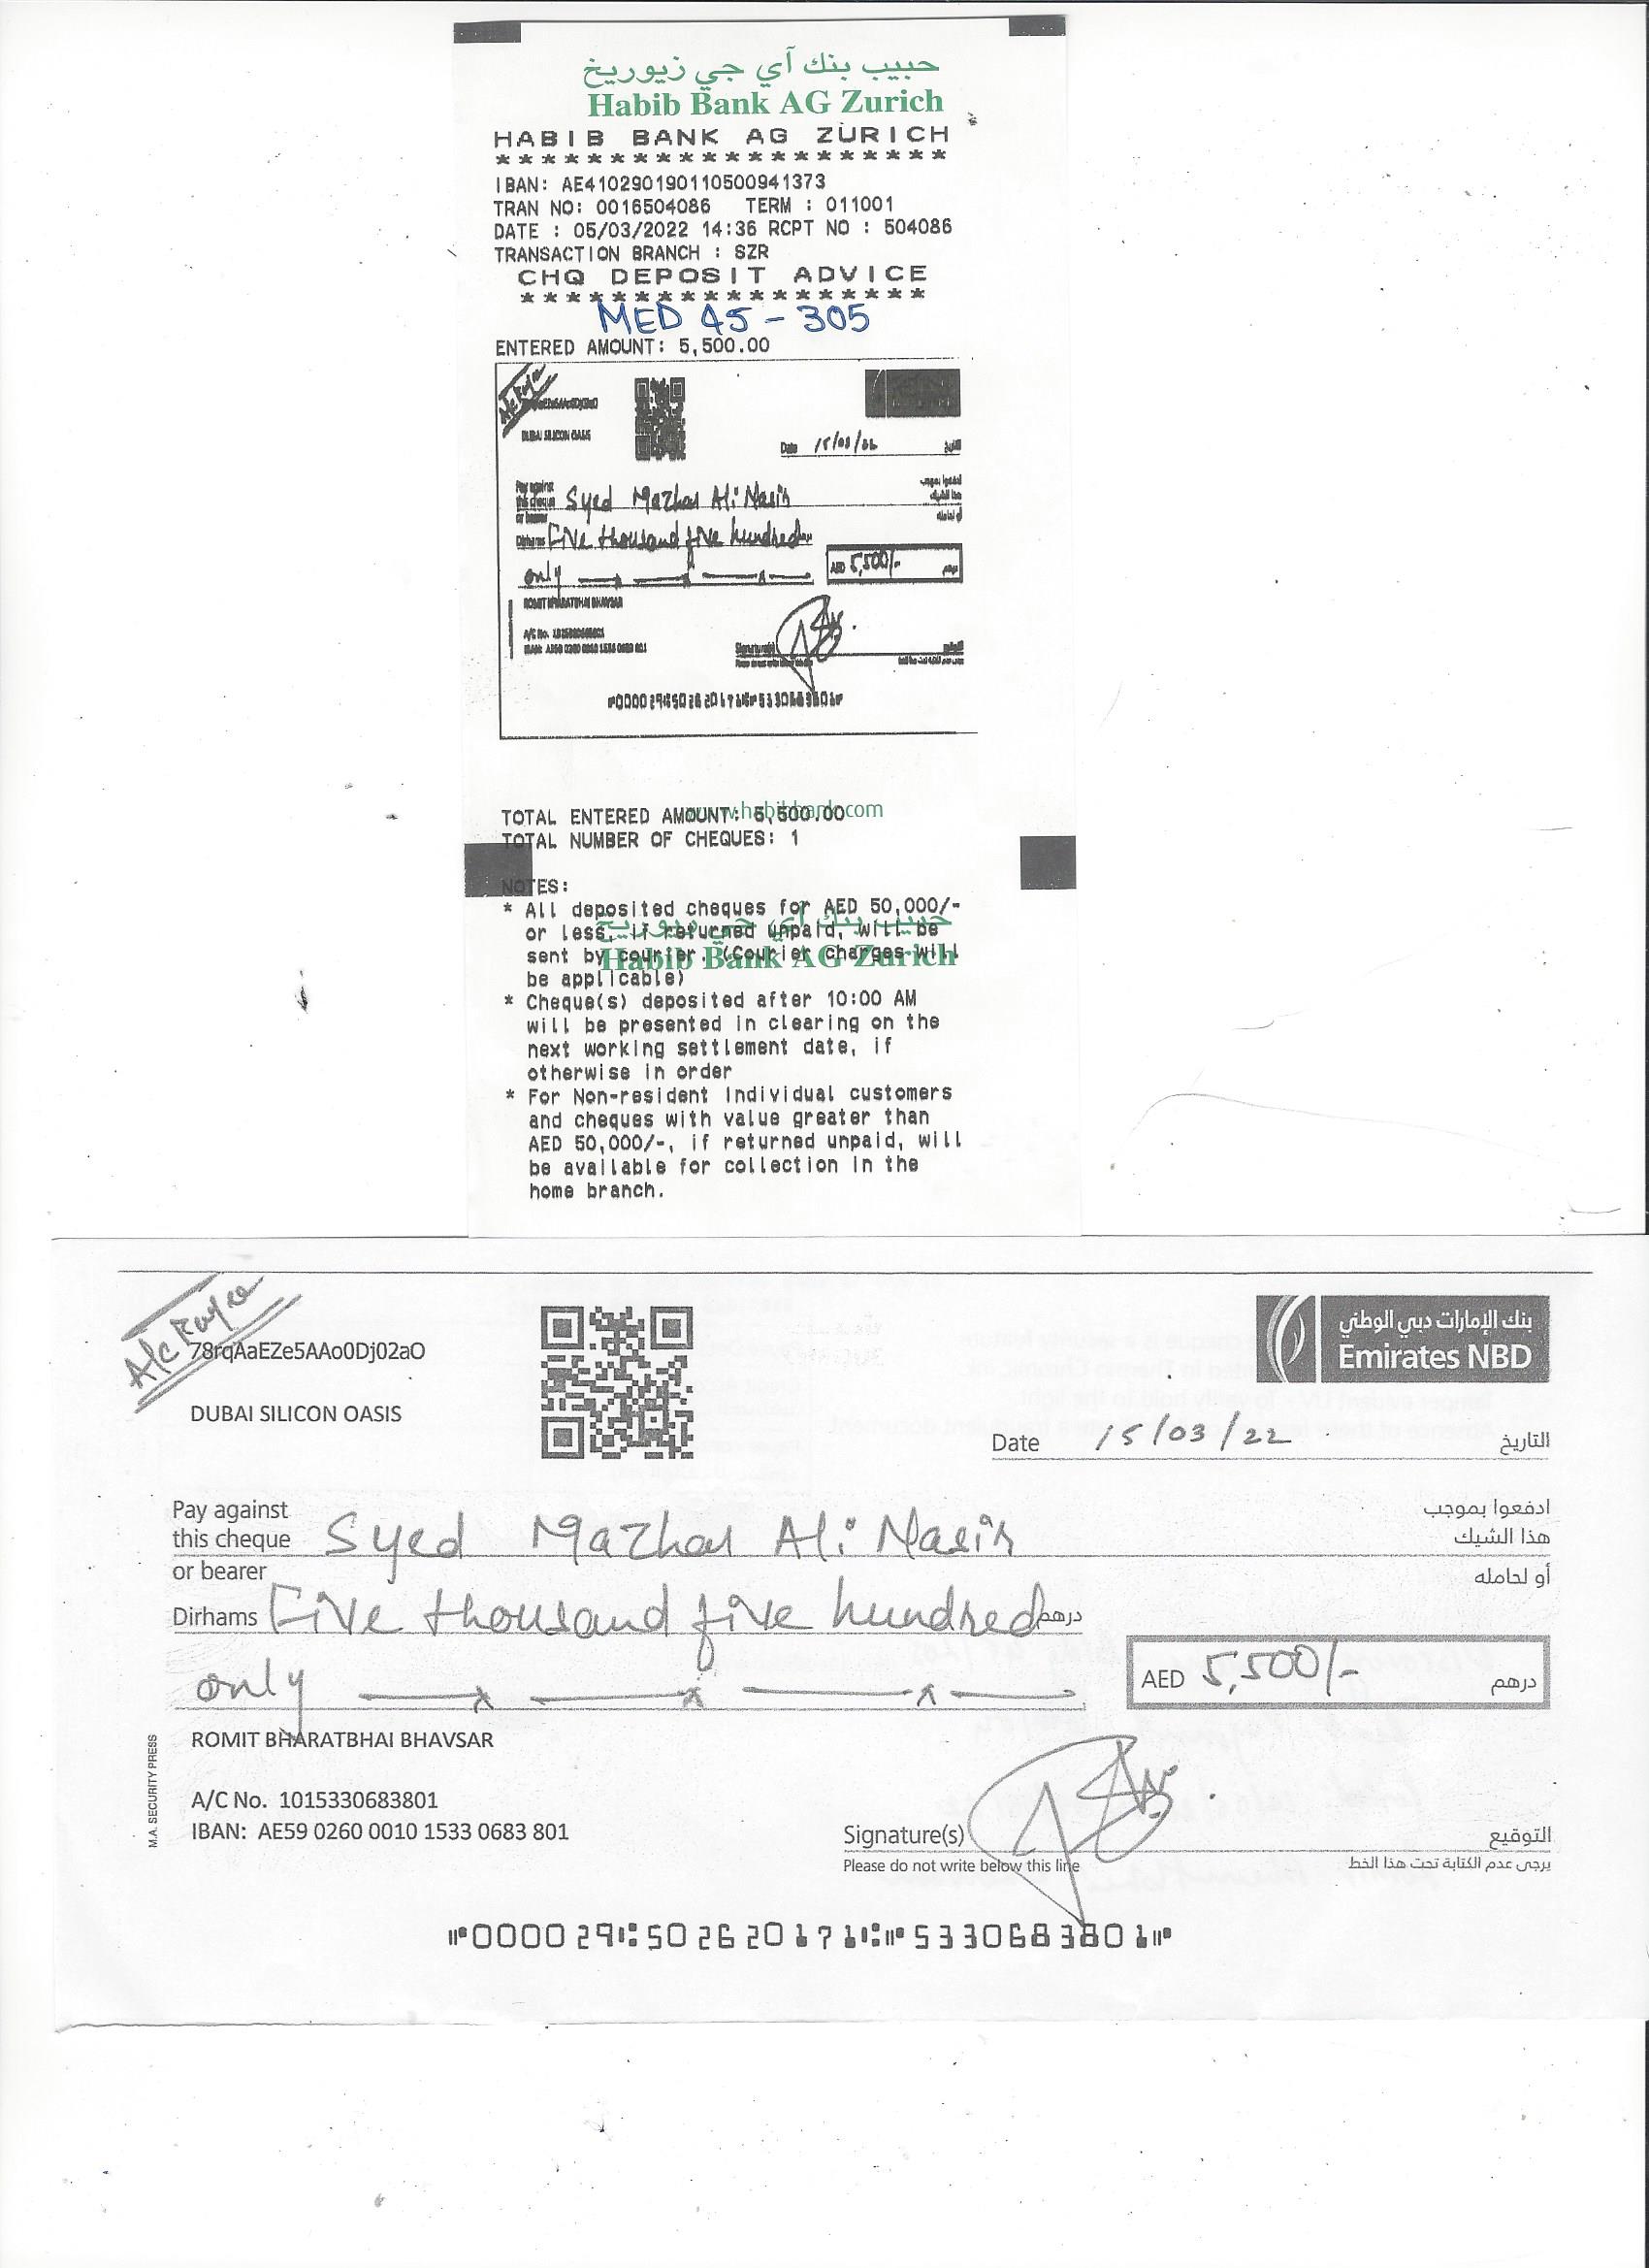 حبيب بنك آي جي زيوريخ
Habib Bank AG Zurich
HABIB BANK AG ZURICH
********************
IBAN: AE410290190110500941373
TRAN NO: 0016504086 TERM : 011001
DATE : 05/03/2022 14:36 RCPT NO : 504086
TRANSACTION BRANCH : SZR
CHQ DEPOSIT ADVICE
******************
MED 45-305
ENTERED AMOUNT: 5,500.00
A/c Payee
DUBAI SILICON OASIS
Date 15/03/22 التاريخ
Pay against ادفعوا بموجب
this cheque Syed Mazhar Ali Nasir هذا الشيك
or bearer أو لحامله
Dirhams Five thousand five hundred
only AED 5,500/- درهم
ROMIT BHARATBHAI BHAVSAR
A/C No.
Signature(s) التوقيع
www.habibbank.com
TOTAL ENTERED AMOUNT: 5,500.00
TOTAL NUMBER OF CHEQUES: 1
NOTES:
* All deposited cheques for AED 50,000/-
حبيب بنك آي جي زيوريخ
or less, if returned unpaid, will be
sent by courier. (Courier charges will
Habib Bank AG Zurich
be applicable)
* Cheque(s) deposited after 10:00 AM
will be presented in clearing on the
next working settlement date, if
otherwise in order
* For Non-resident Individual customers
and cheques with value greater than
AED 50,000/-, if returned unpaid, will
be available for collection in the
home branch.
A/c Payee
78rqAaEZe5AAo0Dj02aO
DUBAI SILICON OASIS
بنك الإمارات دبي الوطني
Emirates NBD
Date 15/03/22 التاريخ
Pay against ادفعوا بموجب
this cheque Syed Mazhar Ali Nasir هذا الشيك
or bearer أو لحامله
Dirhams Five thousand five hundred درهم
only AED 5,500/- درهم
ROMIT BHARATBHAI BHAVSAR
M.A. SECURITY PRESS
A/C No. 1015330683801
IBAN: AE59 0260 0010 1533 0683 801
Signature(s) التوقيع
Please do not write below this line يرجى عدم الكتابة تحت هذا الخط
⑈000029⑆502620171⑆⑈5330683801⑈